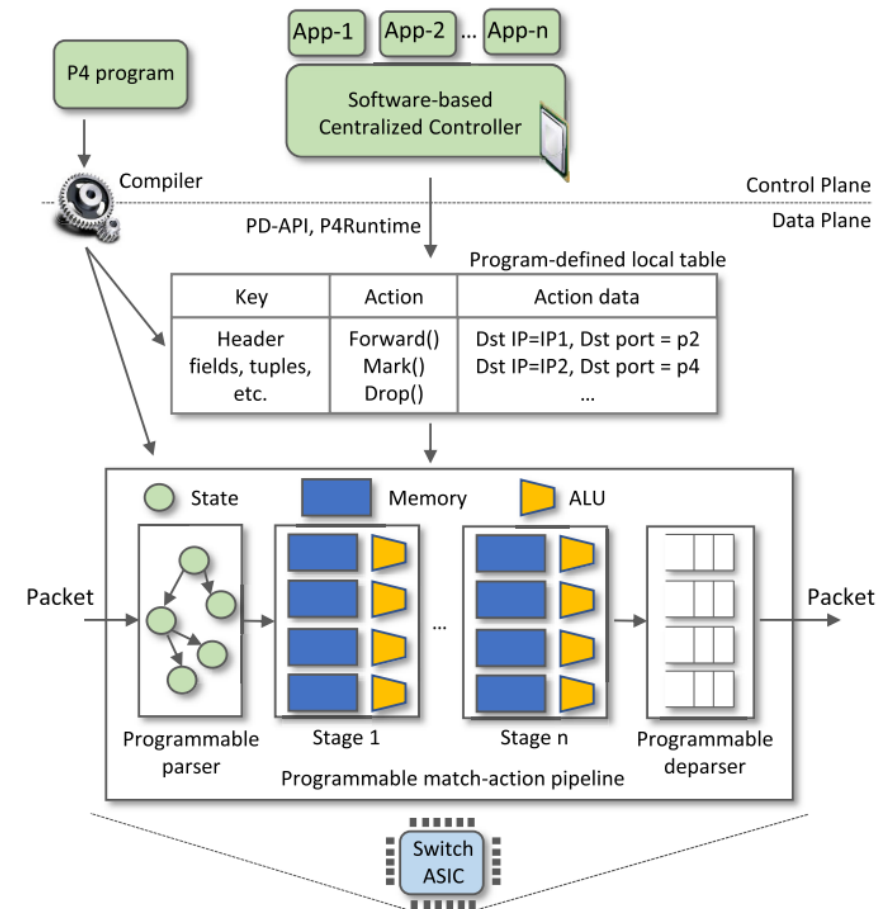 App-1
App-2
...
App-n
P4 program
Software-based
Centralized Controller
Compiler
Control Plane
Data Plane
PD-API, P4Runtime
Program-defined local table
Key
Action
Action data
Header
fields, tuples,
etc.
Forward()
Mark()
Drop()
Dst IP=IP1, Dst port = p2
Dst IP=IP2, Dst port = p4
...
State
Memory
ALU
Packet
...
Packet
Programmable
parser
Stage 1
Stage n
Programmable
deparser
Programmable match-action pipeline
Switch
ASIC